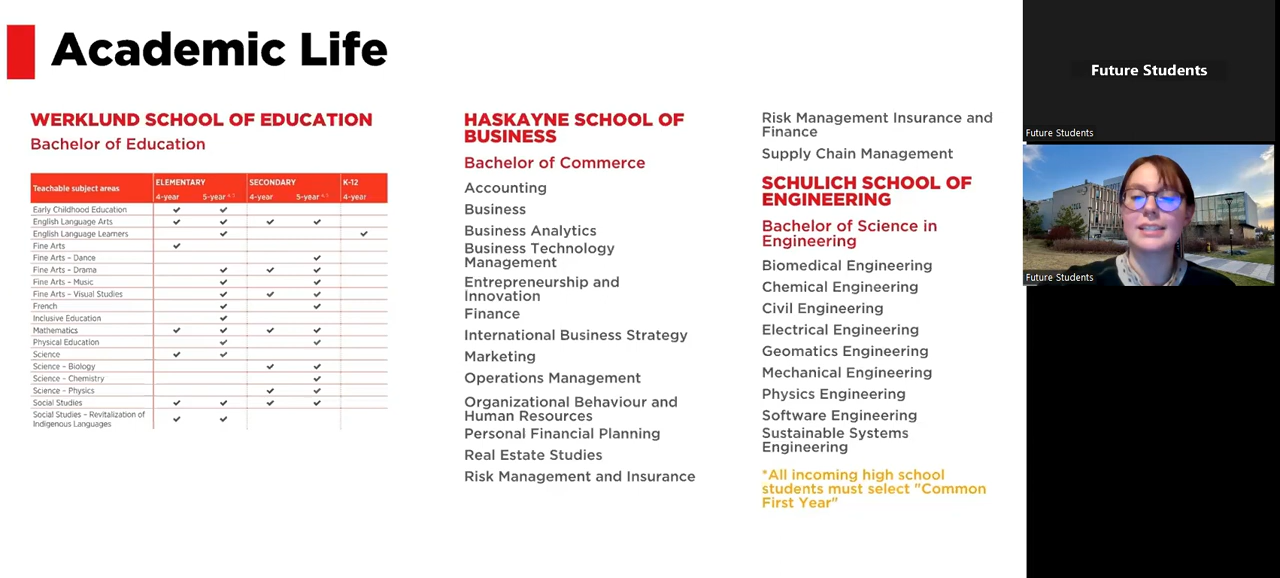 Academic Life
WERKLUND SCHOOL OF EDUCATION
Bachelor of Education
Teachable subject areas
ELEMENTARY
SECONDARY
K-12
4-year
5-year
4-year
5-year
4-year
Early Childhood Education
English Language Arts
English Language Learners
Fine Arts
Fine Arts – Dance
Fine Arts – Drama
Fine Arts – Music
Fine Arts – Visual Studies
French
Inclusive Education
Mathematics
Physical Education
Science
Science – Biology
Science – Chemistry
Science – Physics
Social Studies
Social Studies – Revitalization of
Indigenous Languages
HASKAYNE SCHOOL OF
BUSINESS
Bachelor of Commerce
Accounting
Business
Business Analytics
Business Technology
Management
Entrepreneurship and
Innovation
Finance
International Business Strategy
Marketing
Operations Management
Organizational Behaviour and
Human Resources
Personal Financial Planning
Real Estate Studies
Risk Management and Insurance
Risk Management Insurance and
Finance
Supply Chain Management
SCHULICH SCHOOL OF
ENGINEERING
Bachelor of Science in
Engineering
Biomedical Engineering
Chemical Engineering
Civil Engineering
Electrical Engineering
Geomatics Engineering
Mechanical Engineering
Physics Engineering
Software Engineering
Sustainable Systems
Engineering
*All incoming high school
students must select "Common
First Year"
Future Students
Future Students
Future Students